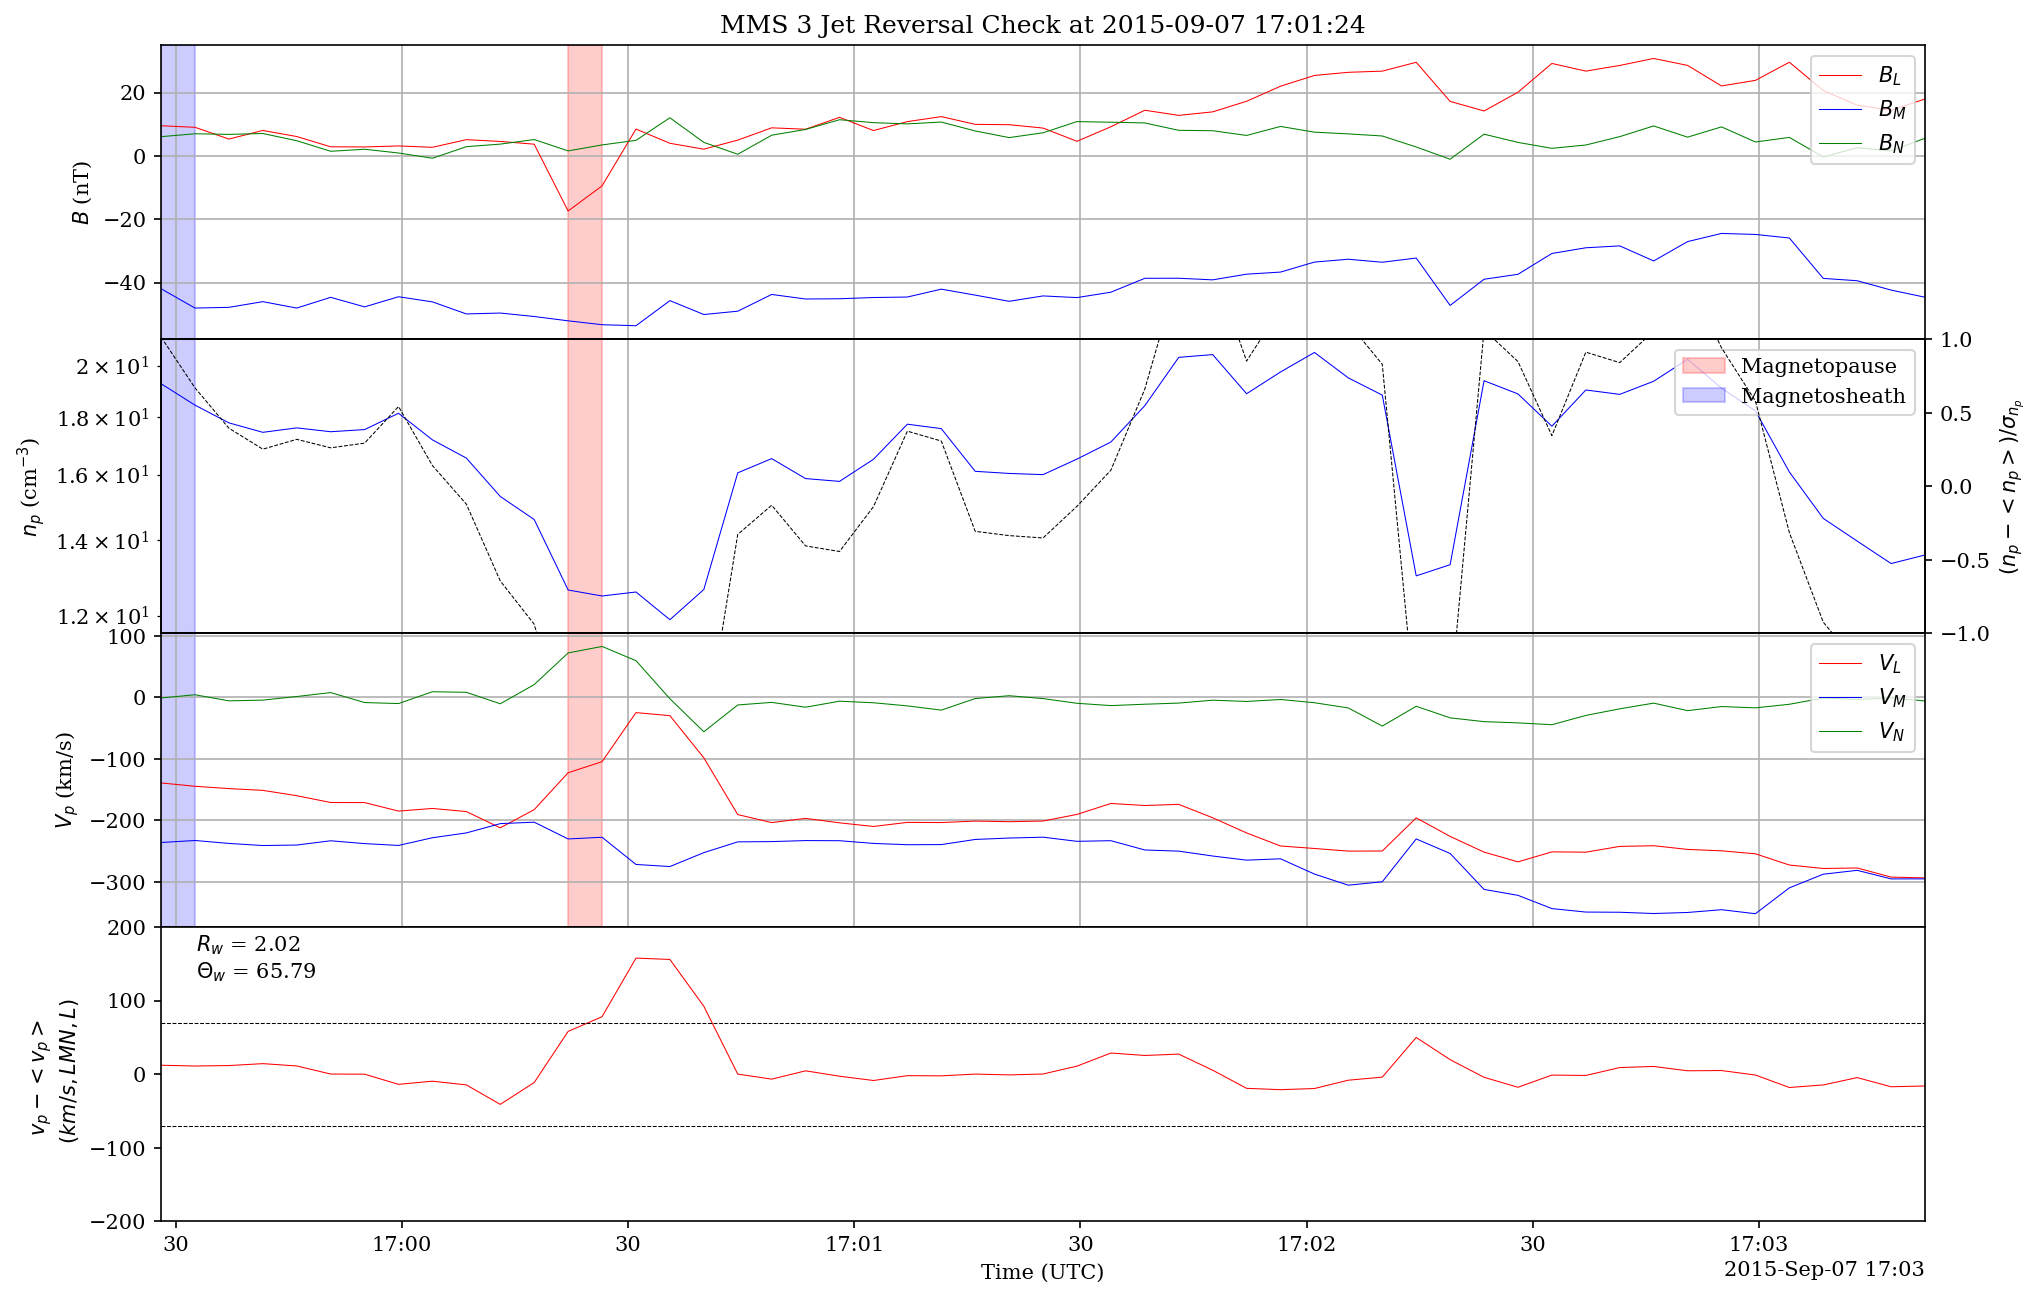 MMS 3 Jet Reversal Check at 2015-09-07 17:01:24
20
0
−20
−40
B (nT)
B_L
B_M
B_N
2 × 10^1
1.8 × 10^1
1.6 × 10^1
1.4 × 10^1
1.2 × 10^1
n_p (cm^−3)
Magnetopause
Magnetosheath
1.0
0.5
0.0
−0.5
−1.0
(n_p − < n_p >)/σ_{n_p}
100
0
−100
−200
−300
V_p (km/s)
V_L
V_M
V_N
200
100
0
−100
−200
v_p − < v_p >
(km/s, LMN, L)
R_w = 2.02
Θ_w = 65.79
30 17:00 30 17:01 30 17:02 30 17:03
Time (UTC)
2015-Sep-07 17:03